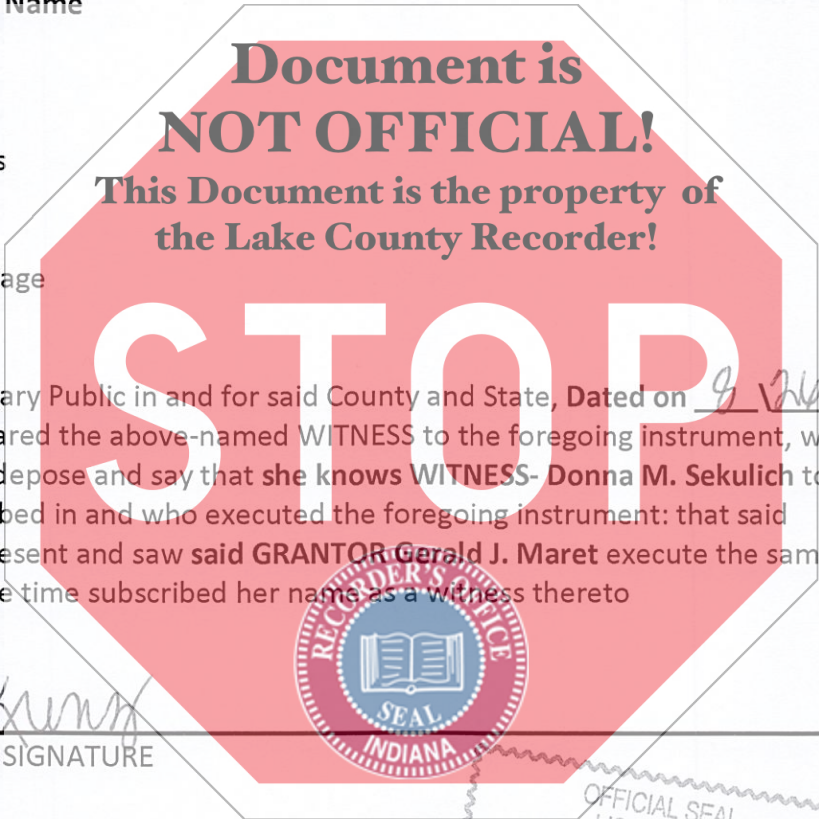 Name
Document is
NOT OFFICIAL!
This Document is the property of
the Lake County Recorder!
s
age
STOP
ary Public in and for said County and State, Dated on 8 \ 26
ared the above-named WITNESS to the foregoing instrument, w
depose and say that she knows WITNESS- Donna M. Sekulich to
bed in and who executed the foregoing instrument: that said
esent and saw said GRANTOR Gerald J. Maret execute the sam
e time subscribed her name as a witness thereto
RECORDER'S OFFICE
SEAL
INDIANA
SIGNATURE
OFFICIAL SEAL